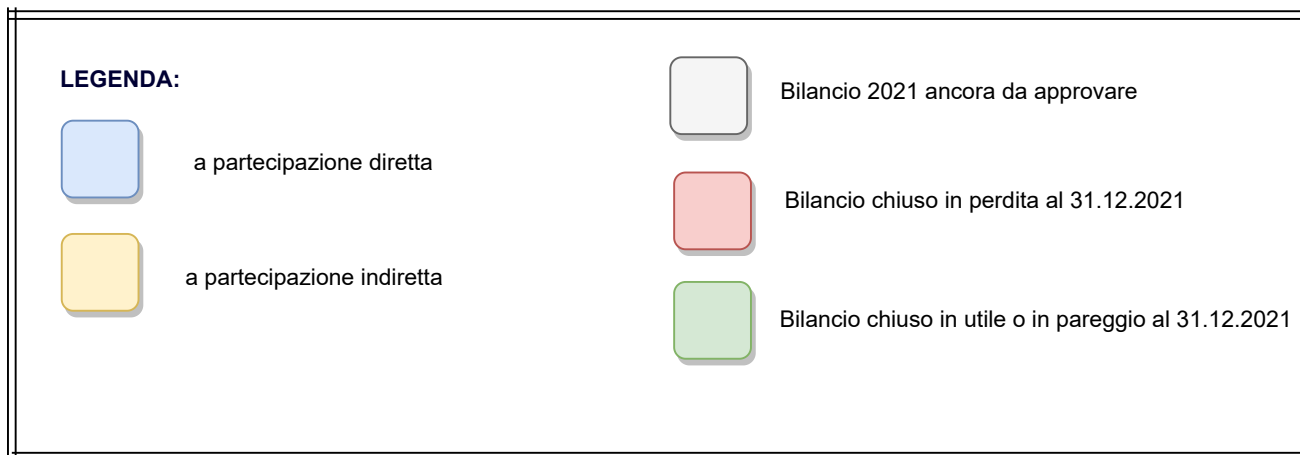 LEGENDA:
a partecipazione diretta
a partecipazione indiretta
Bilancio 2021 ancora da approvare
Bilancio chiuso in perdita al 31.12.2021
Bilancio chiuso in utile o in pareggio al 31.12.2021